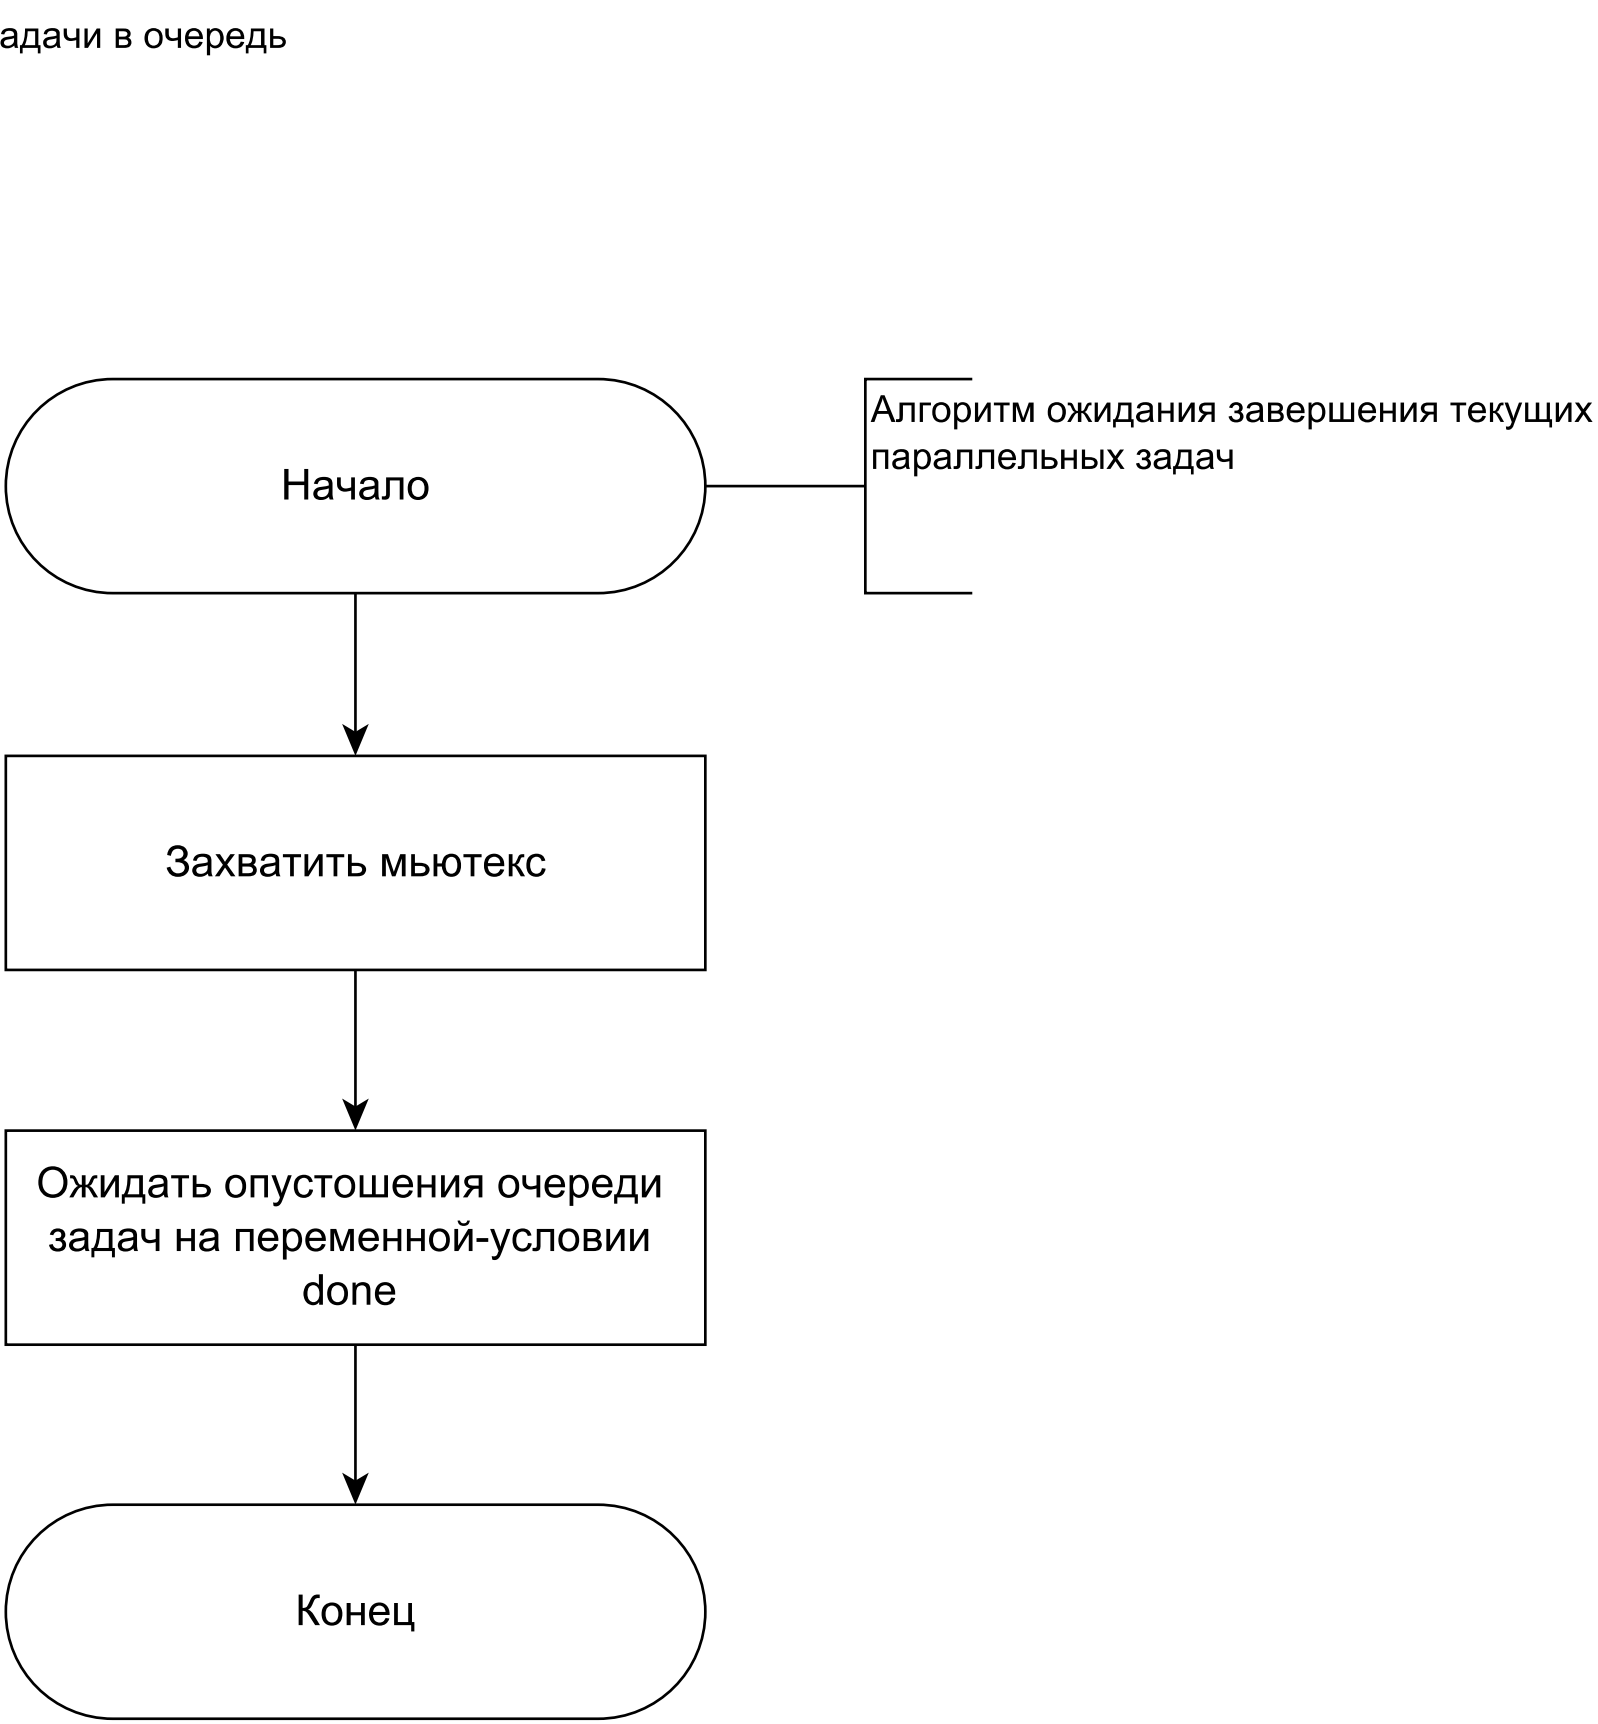 адачи в очередь
Начало
Алгоритм ожидания завершения текущих
параллельных задач
Захватить мьютекс
Ожидать опустошения очереди
задач на переменной-условии
done
Конец